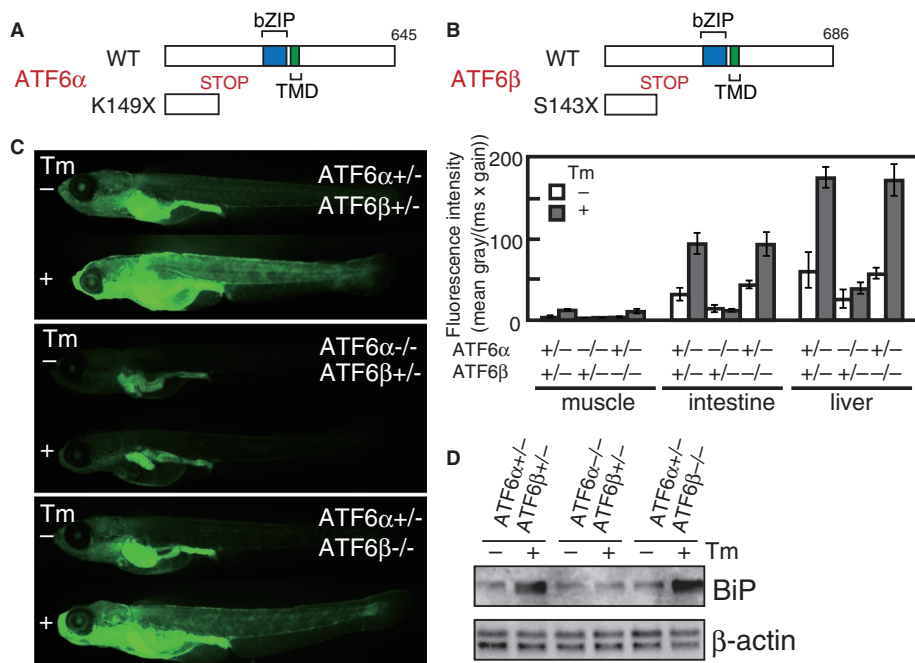 A
bZIP
645
WT
ATF6α
STOP
TMD
K149X
B
bZIP
686
WT
ATF6β
STOP
TMD
S143X
C
Tm
−
ATF6α+/-
ATF6β+/-
+
Tm
−
ATF6α-/-
ATF6β+/-
+
Tm
−
ATF6α+/-
ATF6β-/-
+
Fluorescence intensity
(mean gray/(ms x gain))
200
100
0
Tm
−
+
ATF6α +/− −/− +/− +/− −/− +/− +/− −/− +/−
ATF6β +/− +/− −/− +/− +/− −/− +/− +/− −/−
muscle intestine liver
D
ATF6α+/−
ATF6β+/−
ATF6α−/−
ATF6β+/−
ATF6α+/−
ATF6β−/−
− + − + − + Tm
BiP
β-actin